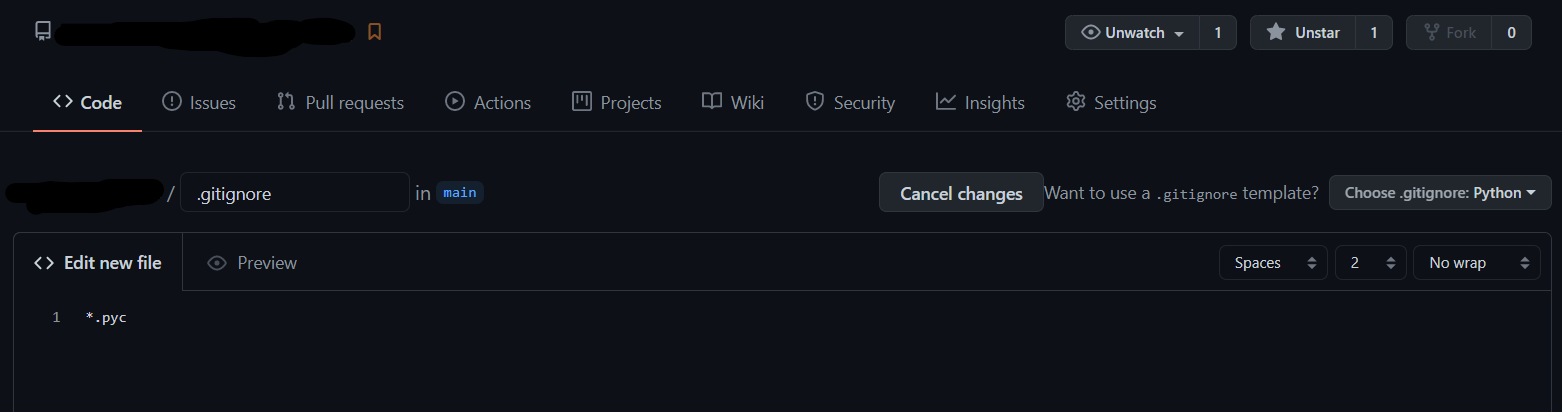 Unwatch 1 Unstar 1 Fork 0
Code Issues Pull requests Actions Projects Wiki Security Insights Settings
/ .gitignore in main Cancel changes Want to use a .gitignore template? Choose .gitignore: Python
Edit new file Preview Spaces 2 No wrap
1 *.pyc